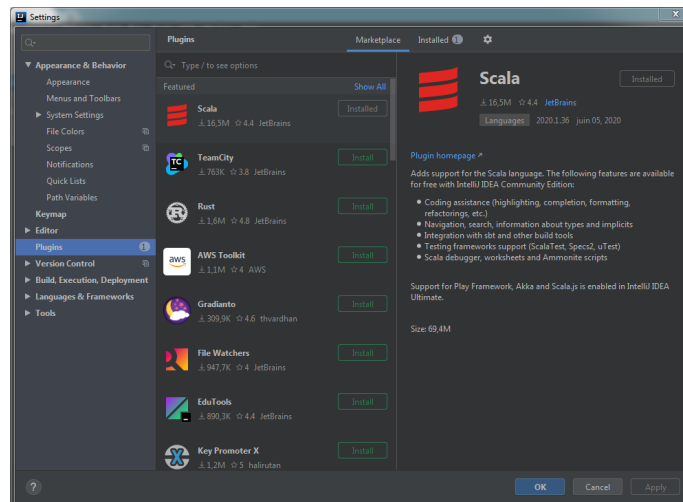 Settings
Appearance & Behavior
Appearance
Menus and Toolbars
System Settings
File Colors
Scopes
Notifications
Quick Lists
Path Variables
Keymap
Editor
Plugins 1
Version Control
Build, Execution, Deployment
Languages & Frameworks
Tools
Plugins Marketplace Installed 1
Type / to see options
Featured Show All
Scala Installed
16,5M 4.4 JetBrains
TeamCity Install
763K 3.8 JetBrains
Rust Install
1,6M 4.8 JetBrains
AWS Toolkit Install
aws 1,1M 4 AWS
Gradianto Install
309,9K 4.6 thvardhan
File Watchers Install
947,7K 4 JetBrains
EduTools Install
890,3K 4.4 JetBrains
Key Promoter X Install
1,2M 5 halirutan
Scala Installed
16,5M 4.4 JetBrains
Languages 2020.1.36 juin 05, 2020
Plugin homepage
Adds support for the Scala language. The following features are available
for free with IntelliJ IDEA Community Edition:
• Coding assistance (highlighting, completion, formatting,
refactorings, etc.)
• Navigation, search, information about types and implicits
• Integration with sbt and other build tools
• Testing frameworks support (ScalaTest, Specs2, uTest)
• Scala debugger, worksheets and Ammonite scripts
Support for Play Framework, Akka and Scala.js is enabled in IntelliJ IDEA
Ultimate.
Size: 69,4M
? OK Cancel Apply